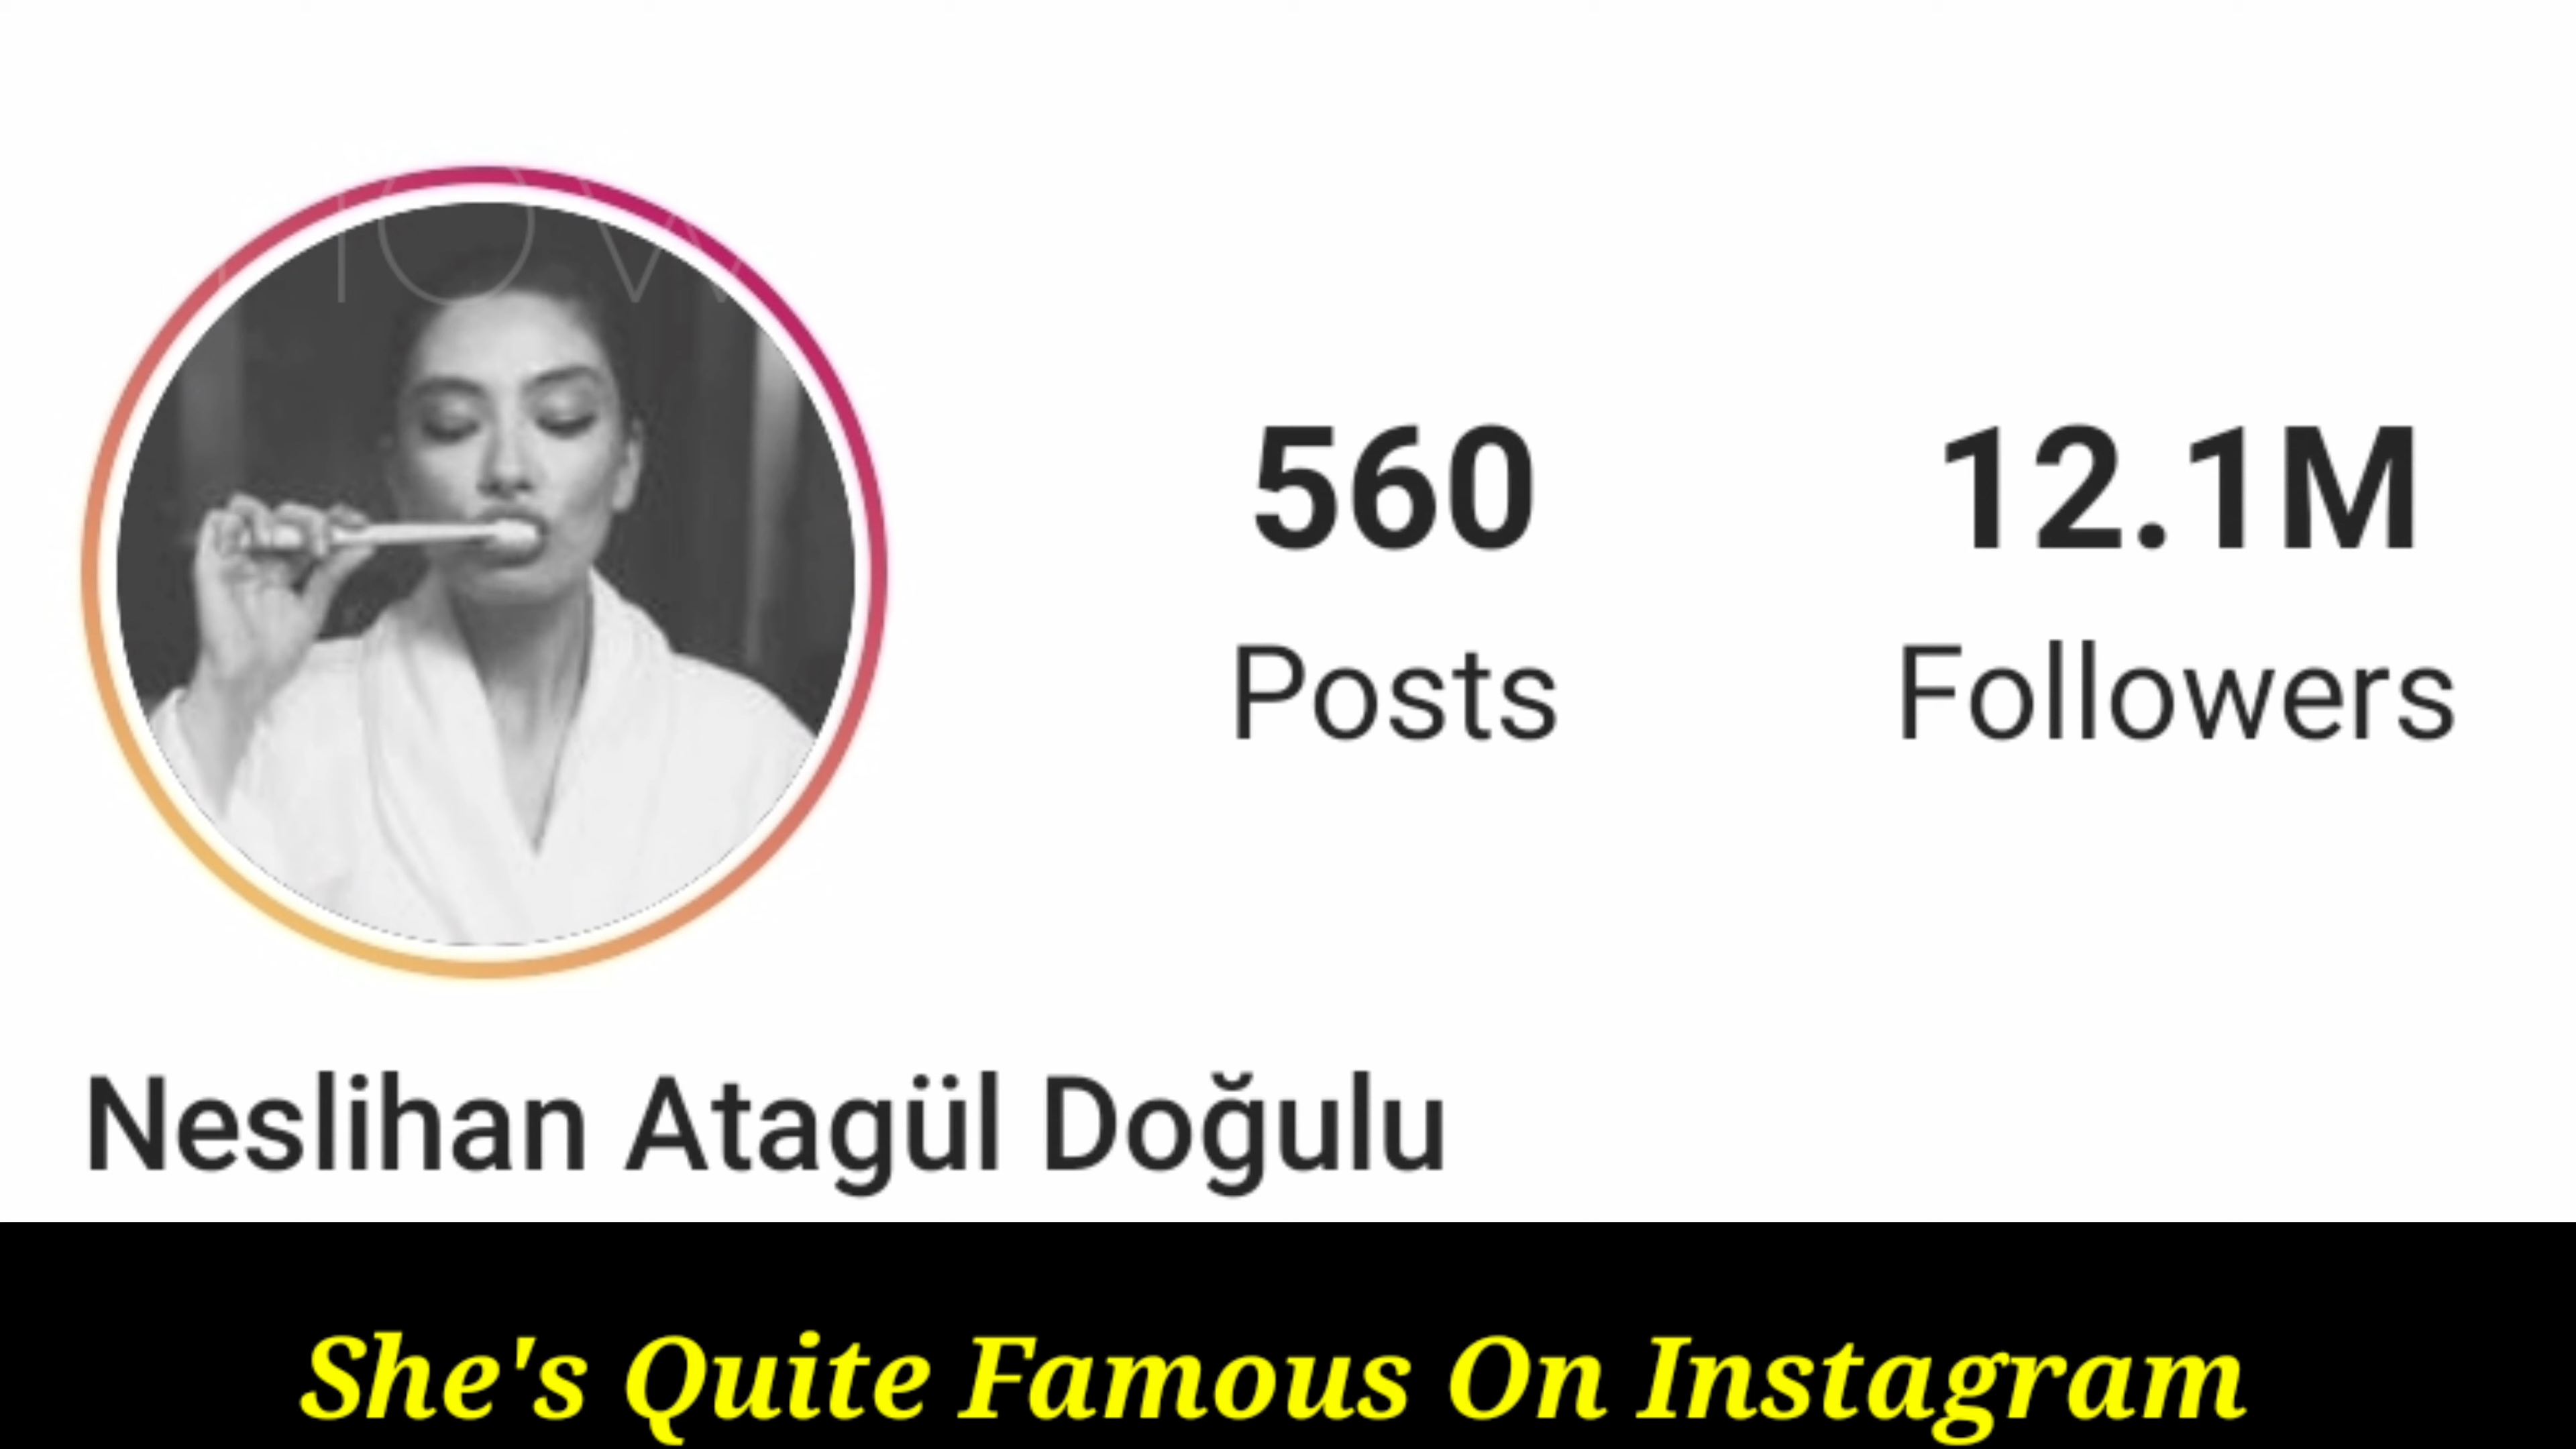 560
12.1M
Posts
Followers
Neslihan Atagül Doğulu
She's Quite Famous On Instagram